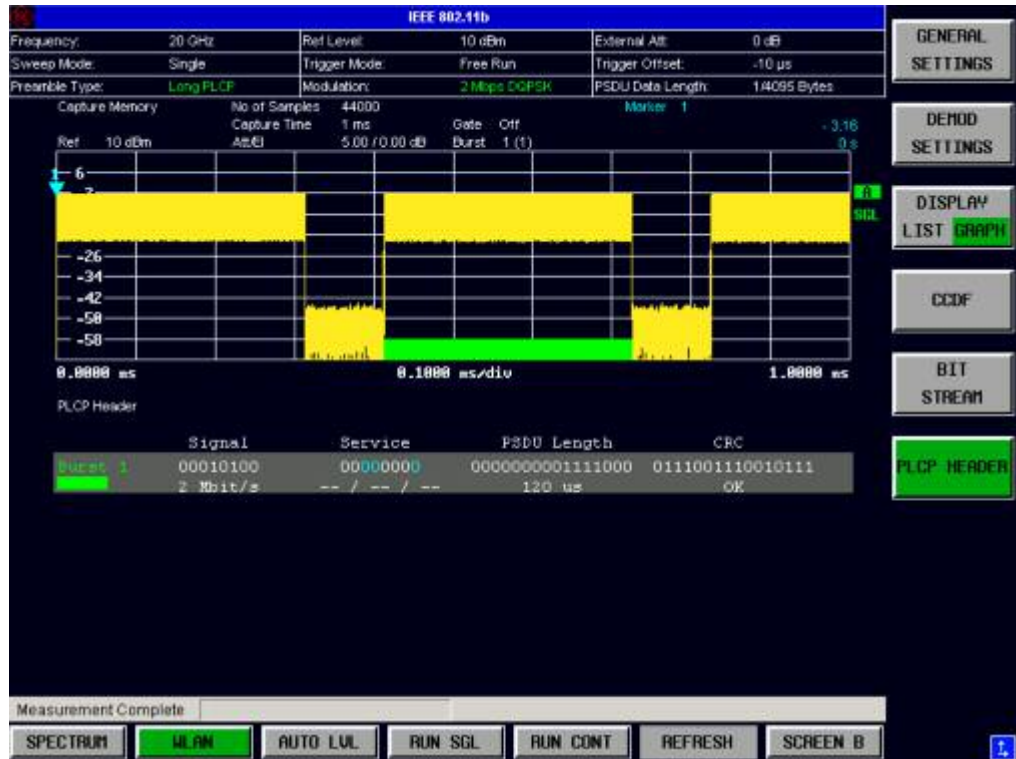 IEEE 802.11b
Frequency: 20 GHz Ref Level: 10 dBm External Att: 0 dB
Sweep Mode: Single Trigger Mode: Free Run Trigger Offset: -10 µs
Preamble Type: Long PLCP Modulation: 2 Mbps DQPSK PSDU Data Length: 1/4095 Bytes
Capture Memory No of Samples 44000 Marker 1
Capture Time 1 ms Gate Off - 3.16
Ref 10 dBm Att/El 5.00 / 0.00 dB Burst 1 (1) 0 s
1
6
A
SGL
-26
-34
-42
-50
-58
0.0000 ms 0.1000 ms/div 1.0000 ms
PLCP Header
Signal Service PSDU Length CRC
Burst 1 00010100 00000000 0000000001111000 0111001110010111
2 Mbit/s -- / -- / -- 120 us OK
Measurement Complete
GENERAL
SETTINGS
DEMOD
SETTINGS
DISPLAY
LIST GRAPH
CCDF
BIT
STREAM
PLCP HEADER
SPECTRUM WLAN AUTO LVL RUN SGL RUN CONT REFRESH SCREEN B
1